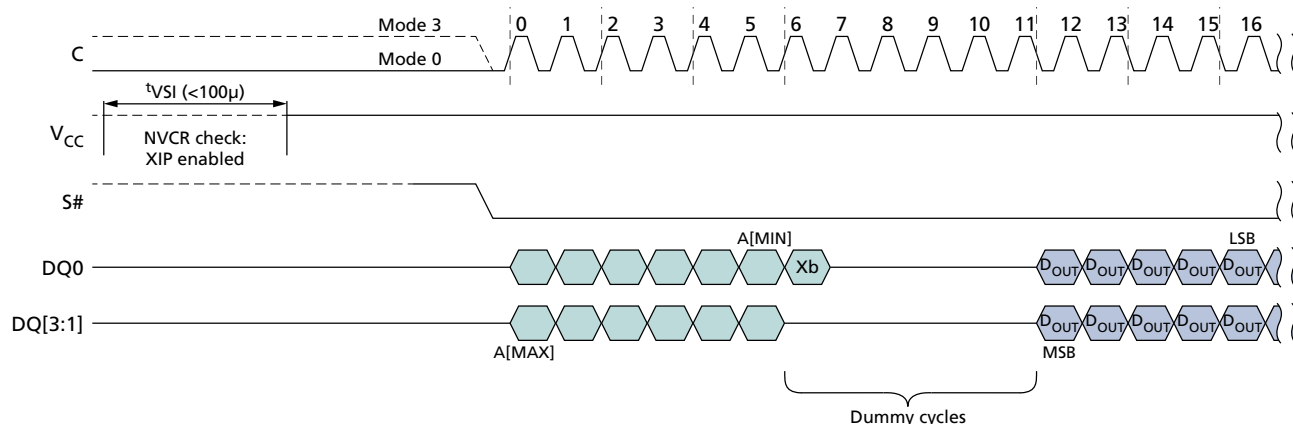 Mode 3
0 1 2 3 4 5 6 7 8 9 10 11 12 13 14 15 16
C
Mode 0
tVSI (<100µ)
VCC
NVCR check:
XIP enabled
S#
A[MIN]
LSB
DQ0
Xb
DOUT DOUT DOUT DOUT DOUT
DQ[3:1]
DOUT DOUT DOUT DOUT DOUT
A[MAX]
MSB
Dummy cycles